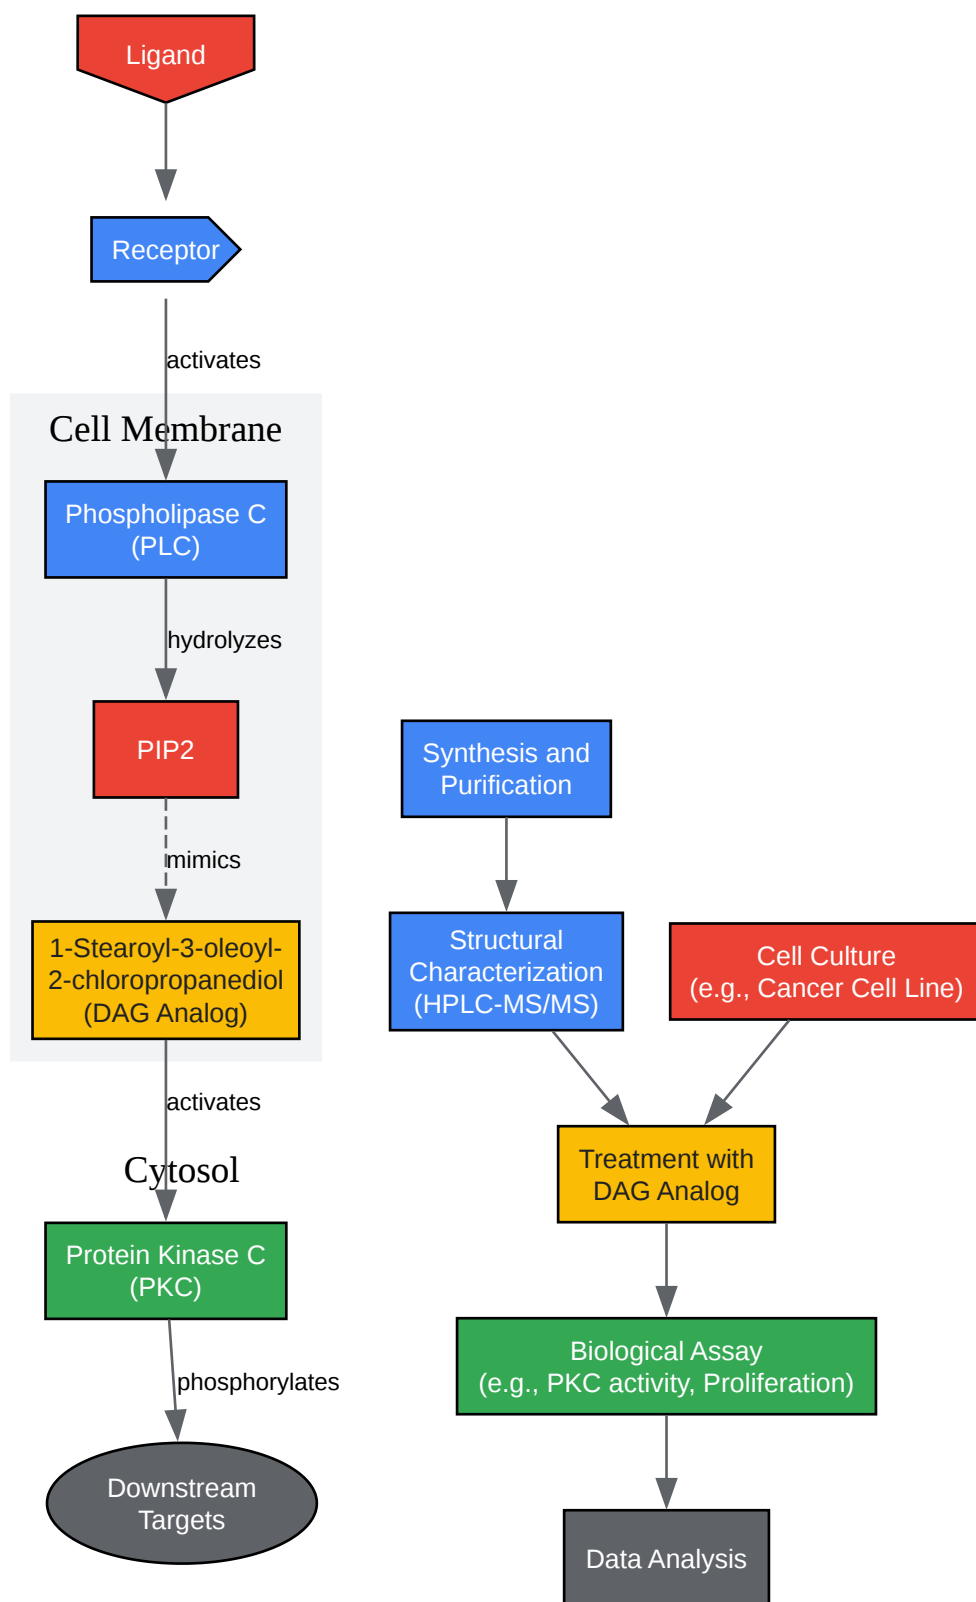 Ligand
Receptor
activates
Cell Membrane
Phospholipase C
(PLC)
hydrolyzes
PIP2
mimics
1-Stearoyl-3-oleoyl-
2-chloropropanediol
(DAG Analog)
activates
Cytosol
Protein Kinase C
(PKC)
phosphorylates
Downstream
Targets
Synthesis and
Purification
Structural
Characterization
(HPLC-MS/MS)
Cell Culture
(e.g., Cancer Cell Line)
Treatment with
DAG Analog
Biological Assay
(e.g., PKC activity, Proliferation)
Data Analysis